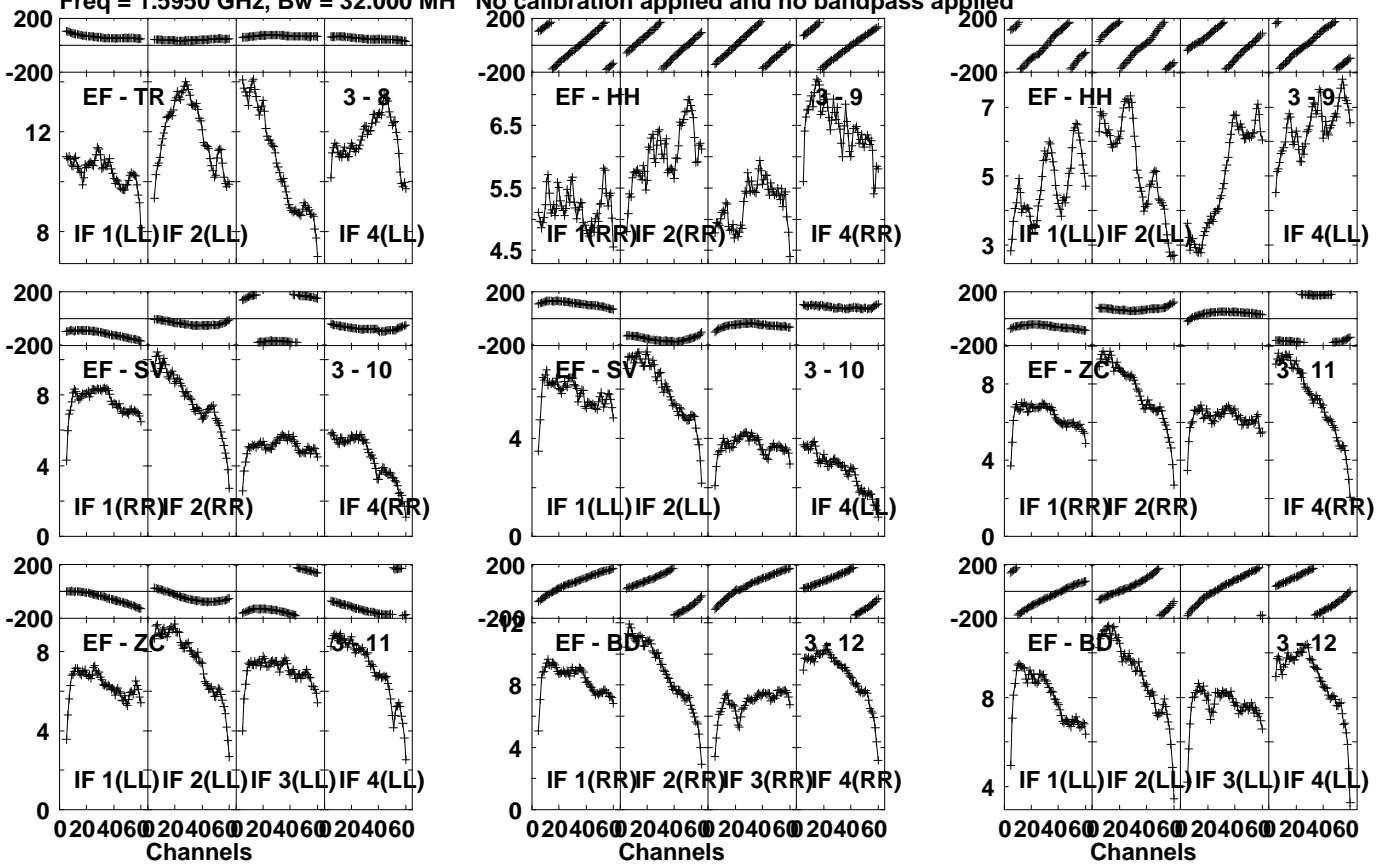 Freq = 1.5950 GHz, Bw = 32.000 MH No calibration applied and no bandpass applied
200
-200
EF - TR
3 - 8
12
8
IF 1(LL)
IF 2(LL)
IF 4(LL)
200
-200
EF - HH
3 - 9
6.5
5.5
4.5
IF 1(RR)
IF 2(RR)
IF 4(RR)
200
-200
EF - HH
3 - 9
7
5
3
IF 1(LL)
IF 2(LL)
IF 4(LL)
200
-200
EF - SV
3 - 10
8
4
0
IF 1(RR)
IF 2(RR)
IF 4(RR)
200
-200
EF - SV
3 - 10
4
0
IF 1(LL)
IF 2(LL)
IF 4(LL)
200
-200
EF - ZC
3 - 11
8
4
0
IF 1(RR)
IF 2(RR)
IF 4(RR)
200
-200
EF - ZC
3 - 11
8
4
0
IF 1(LL)
IF 2(LL)
IF 3(LL)
IF 4(LL)
0 20 40 60 0 20 40 60 0 20 40 60 0 20 40 60
Channels
200
-200
12
EF - BD
3 - 12
8
4
0
IF 1(RR)
IF 2(RR)
IF 3(RR)
IF 4(RR)
0 20 40 60 0 20 40 60 0 20 40 60 0 20 40 60
Channels
200
-200
EF - BD
3 - 12
8
4
IF 1(LL)
IF 2(LL)
IF 3(LL)
IF 4(LL)
0 20 40 60 0 20 40 60 0 20 40 60 0 20 40 60
Channels